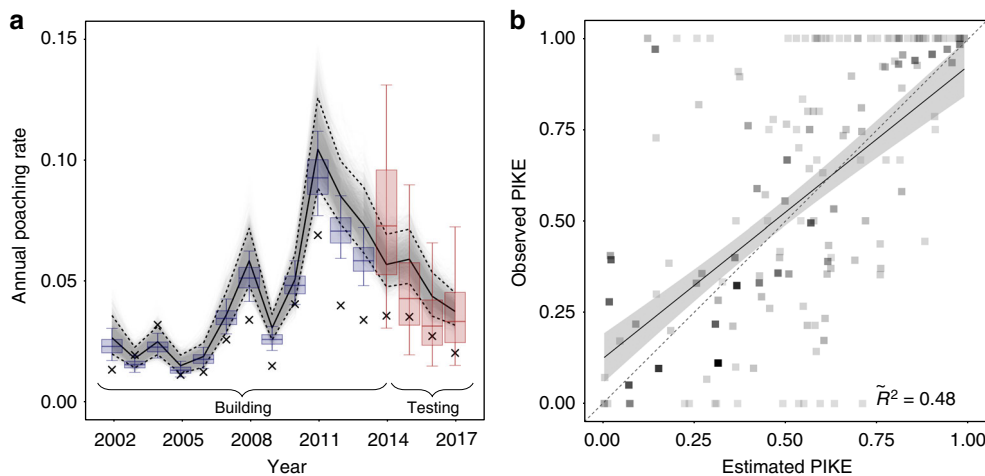 a
Annual poaching rate
0.15
0.10
0.05
0.00
Building
Testing
2002
2005
2008
2011
2014
2017
Year
b
Observed PIKE
1.00
0.75
0.50
0.25
0.00
R̃² = 0.48
0.00
0.25
0.50
0.75
1.00
Estimated PIKE